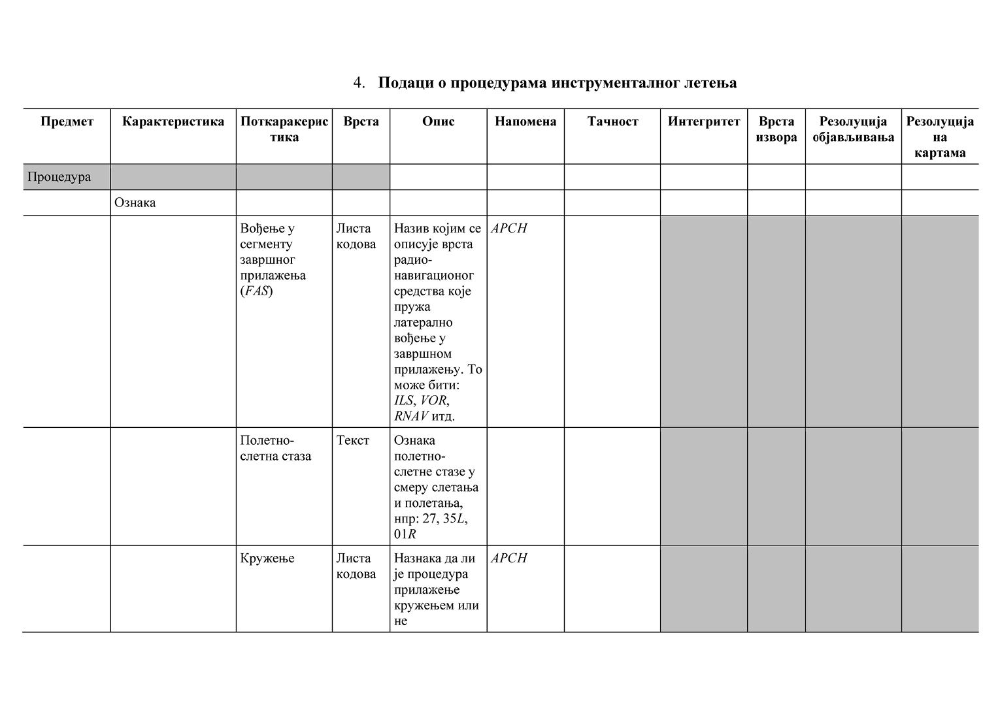 4. Подаци о процедурама инструменталног летења
Предмет
Карактеристика
Поткаракерис
тика
Врста
Опис
Напомена
Тачност
Интегритет
Врста
извора
Резолуција
објављивања
Резолуција
на
картама
Процедура
Ознака
Вођење у
сегменту
завршног
прилажења
(FAS)
Листа
кодова
Назив којим се
описује врста
радио-
навигационог
средства које
пружа
латерално
вођење у
завршном
прилажењу. То
може бити:
ILS, VOR,
RNAV итд.
APCH
Полетно-
слетна стаза
Текст
Ознака
полетно-
слетне стазе у
смеру слетања
и полетања,
нпр: 27, 35L,
01R
Кружење
Листа
кодова
Назнака да ли
је процедура
прилажење
кружењем или
не
APCH